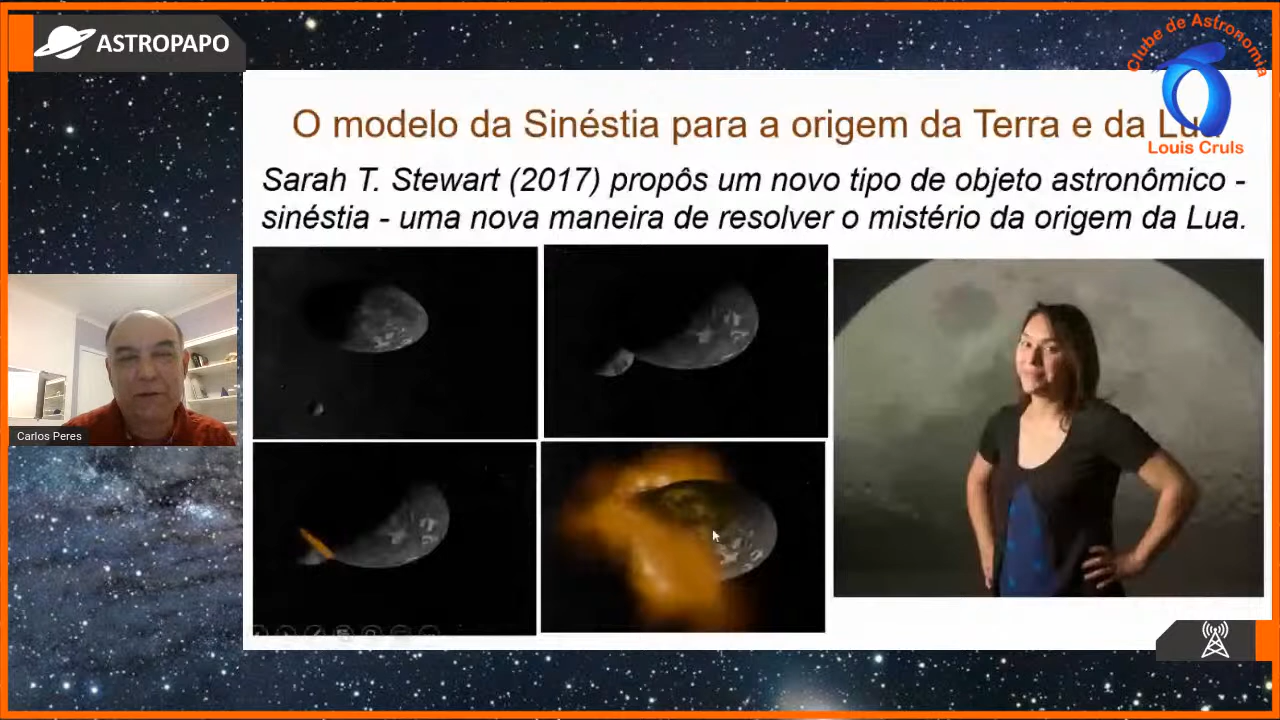 ASTROPAPO
Clube de Astronomia
Louis Cruls
O modelo da Sinéstia para a origem da Terra e da Lua
Sarah T. Stewart (2017) propôs um novo tipo de objeto astronômico -
sinéstia - uma nova maneira de resolver o mistério da origem da Lua.
Carlos Peres